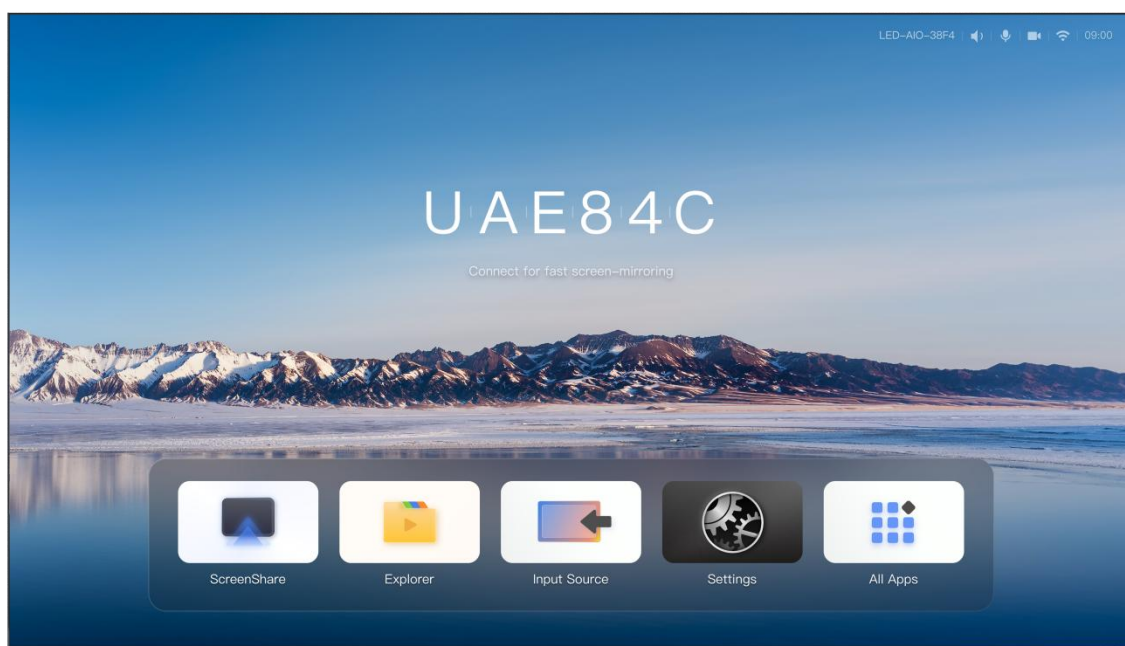 LED-AIO-38F4 09:00
UAE84C
Connect for fast screen-mirroring
ScreenShare Explorer Input Source Settings All Apps